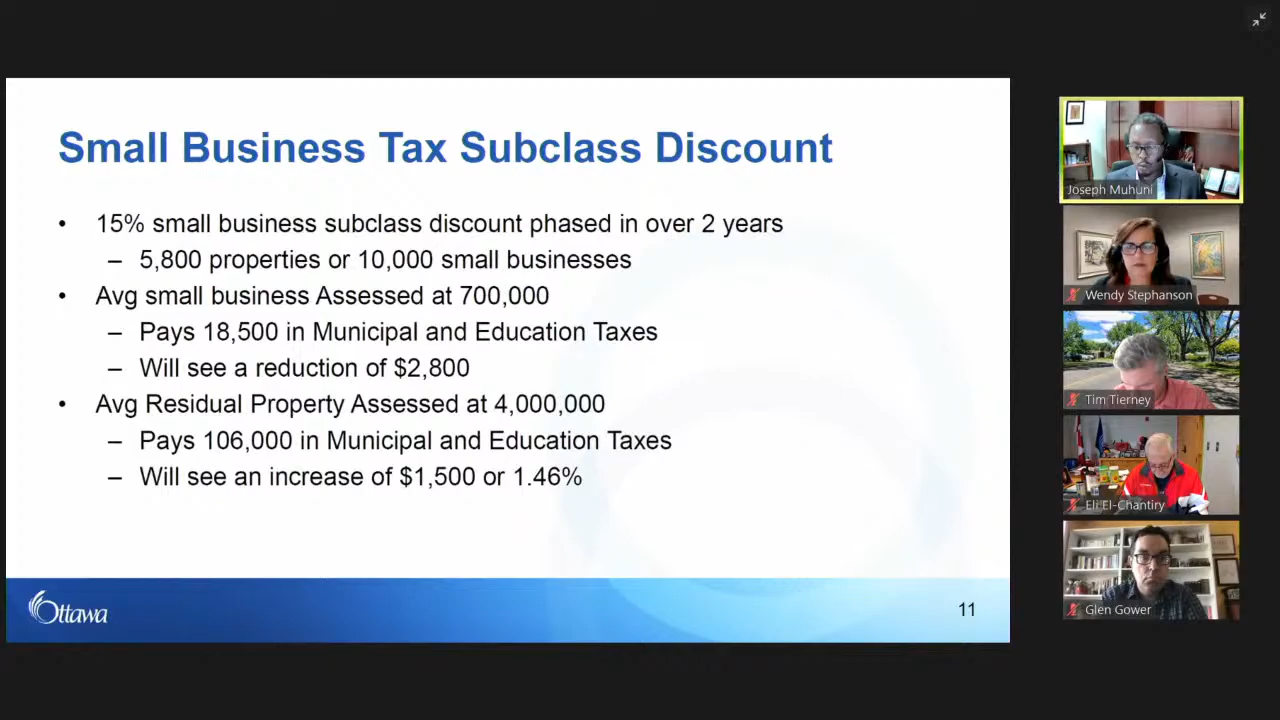 Small Business Tax Subclass Discount
• 15% small business subclass discount phased in over 2 years
– 5,800 properties or 10,000 small businesses
• Avg small business Assessed at 700,000
– Pays 18,500 in Municipal and Education Taxes
– Will see a reduction of $2,800
• Avg Residual Property Assessed at 4,000,000
– Pays 106,000 in Municipal and Education Taxes
– Will see an increase of $1,500 or 1.46%
Ottawa
11
Joseph Muhuni
Wendy Stephanson
Tim Tierney
Eli El-Chantiry
Glen Gower